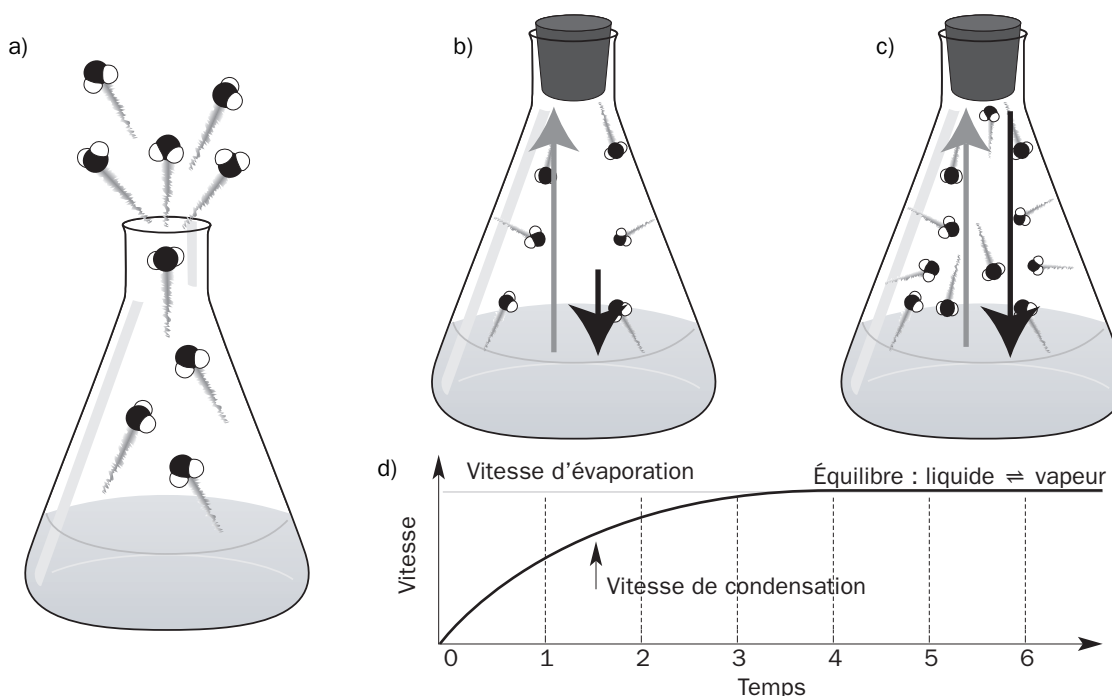 a)
b)
c)
d)
Vitesse d’évaporation
Équilibre : liquide ⇌ vapeur
Vitesse
Vitesse de condensation
0 1 2 3 4 5 6
Temps